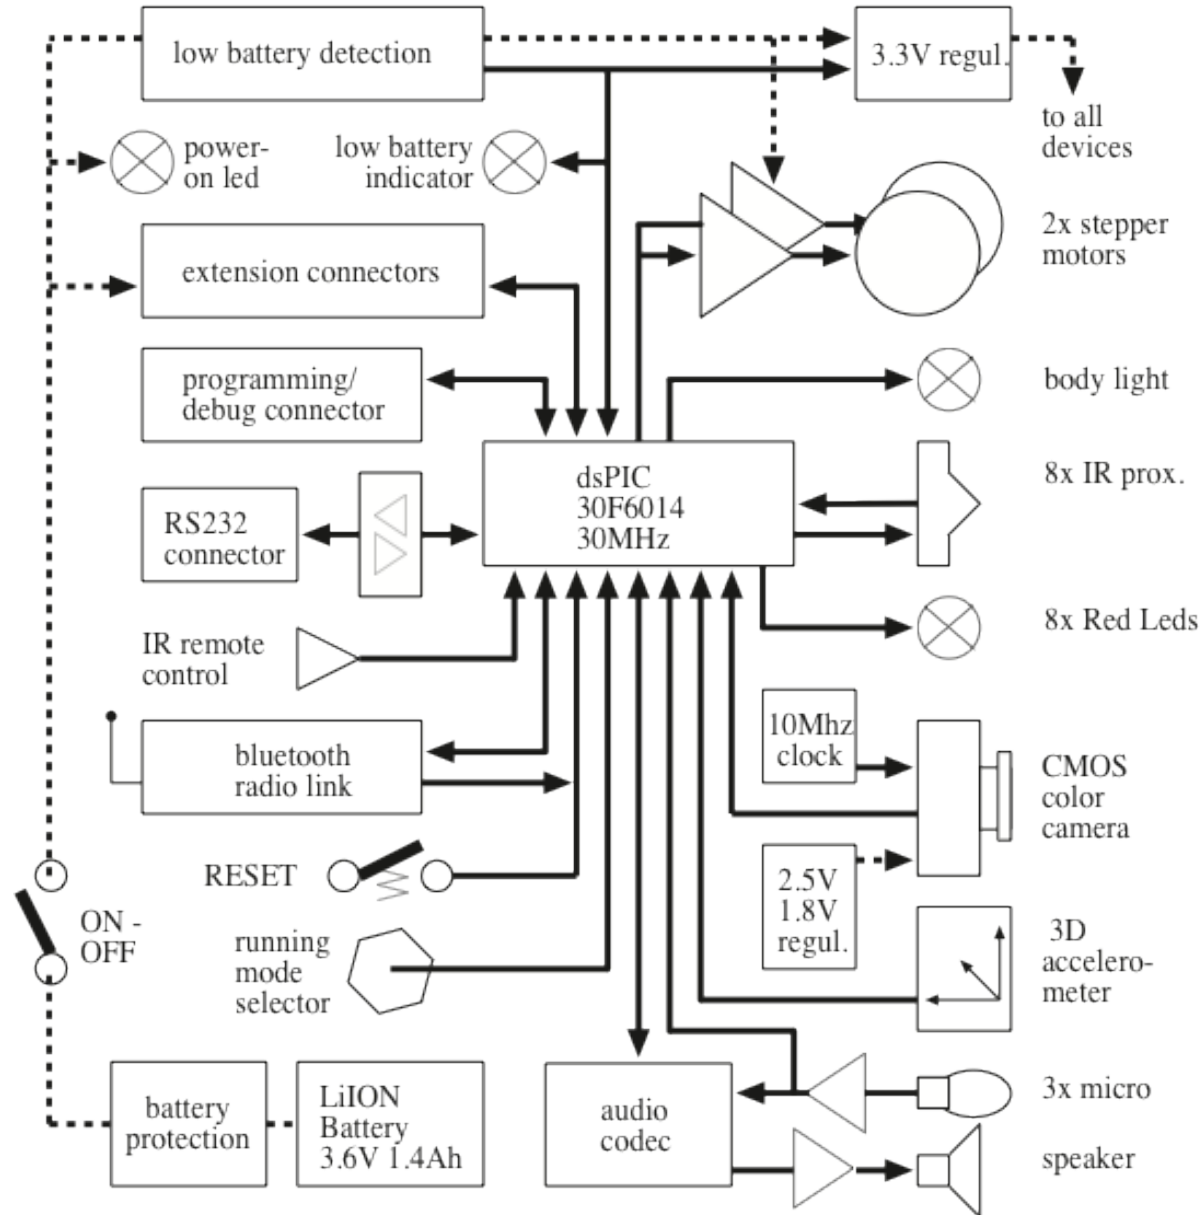 low battery detection
3.3V regul.
to all
devices
power-
on led
low battery
indicator
2x stepper
motors
extension connectors
programming/
debug connector
body light
dsPIC
30F6014
30MHz
8x IR prox.
RS232
connector
8x Red Leds
IR remote
control
bluetooth
radio link
10Mhz
clock
CMOS
color
camera
RESET
2.5V
1.8V
regul.
ON -
OFF
running
mode
selector
3D
accelero-
meter
battery
protection
LiION
Battery
3.6V 1.4Ah
audio
codec
3x micro
speaker